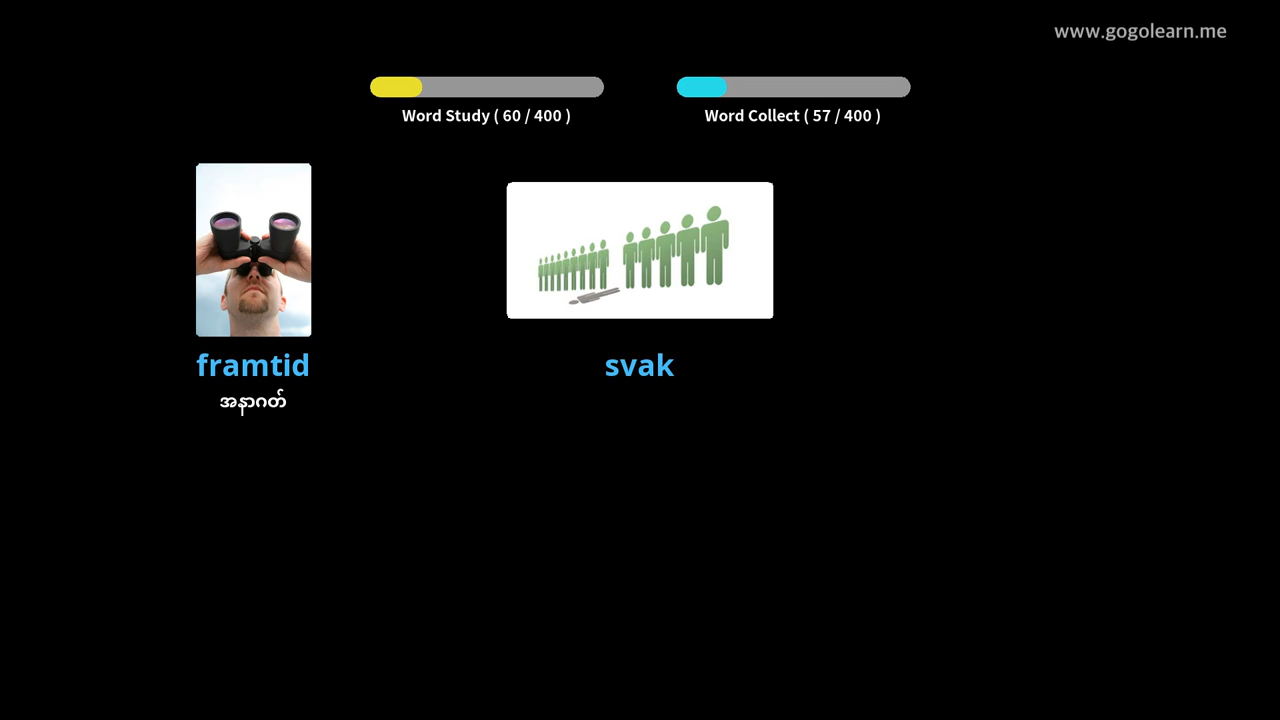 www.gogolearn.me
Word Study ( 60 / 400 )
Word Collect ( 57 / 400 )
framtid
အနာဂတ်
svak